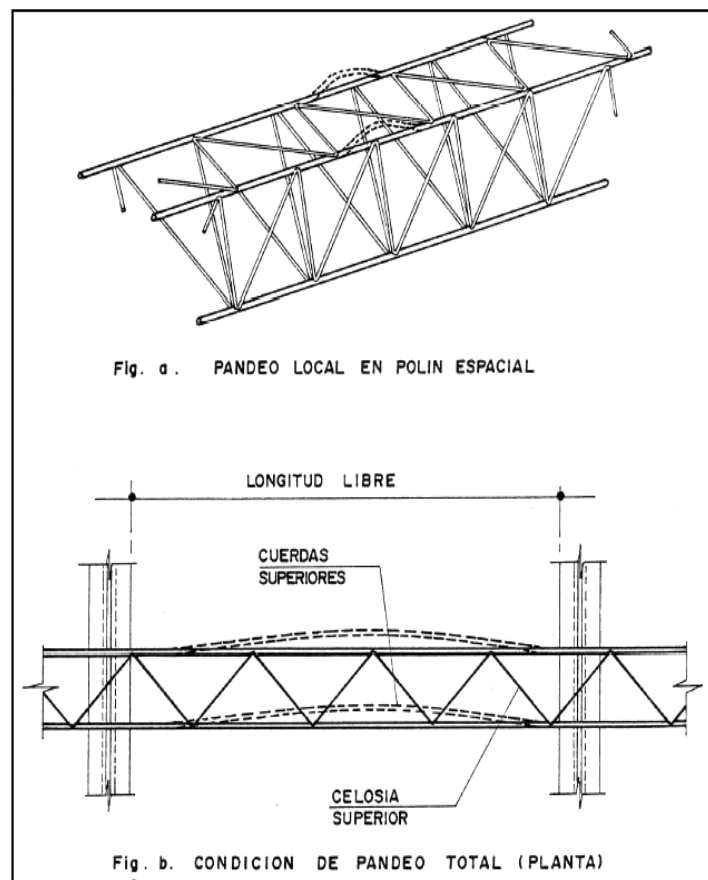 Fig. a. PANDEO LOCAL EN POLIN ESPACIAL
LONGITUD LIBRE
CUERDAS
SUPERIORES
CELOSIA
SUPERIOR
Fig. b. CONDICION DE PANDEO TOTAL (PLANTA)